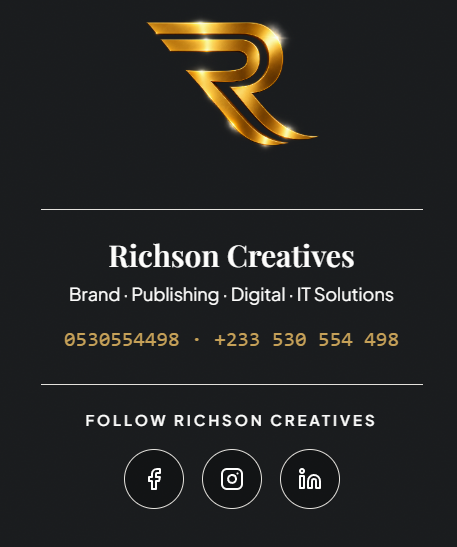 Richson Creatives
Brand · Publishing · Digital · IT Solutions
0530554498 · +233 530 554 498
FOLLOW RICHSON CREATIVES